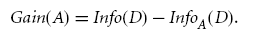 Gain(A) = Info(D) − Info_A(D).